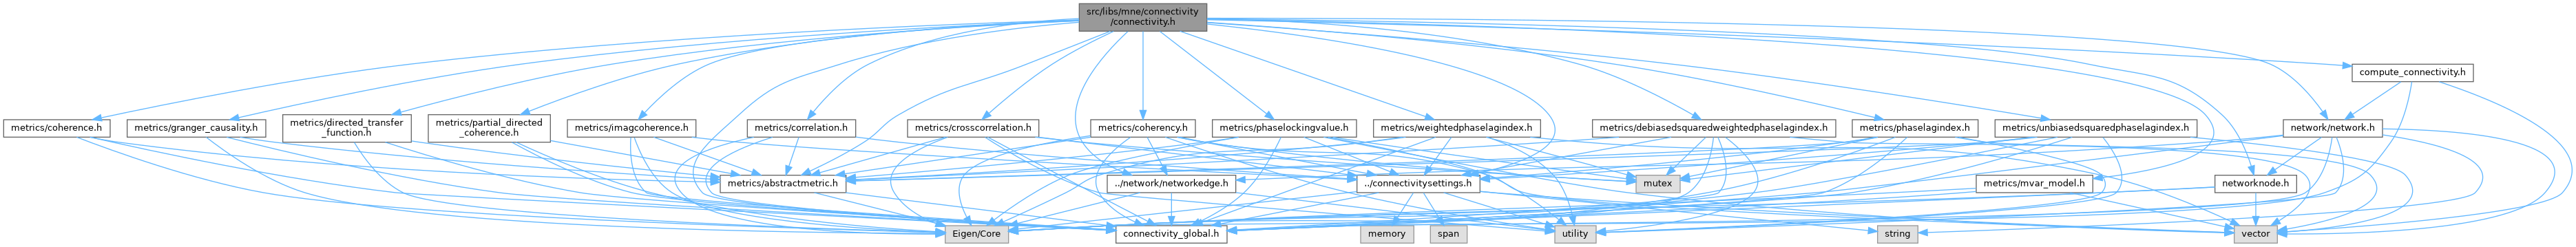 src/libs/mne/connectivity
/connectivity.h
compute_connectivity.h
metrics/coherence.h
metrics/granger_causality.h
metrics/directed_transfer
_function.h
metrics/partial_directed
_coherence.h
metrics/imagcoherence.h
metrics/correlation.h
metrics/crosscorrelation.h
metrics/coherency.h
metrics/phaselockingvalue.h
metrics/weightedphaselagindex.h
metrics/debiasedsquaredweightedphaselagindex.h
metrics/phaselagindex.h
metrics/unbiasedsquaredphaselagindex.h
network/network.h
metrics/abstractmetric.h
../network/networkedge.h
../connectivitysettings.h
mutex
metrics/mvar_model.h
networknode.h
Eigen/Core
connectivity_global.h
memory
span
utility
string
vector